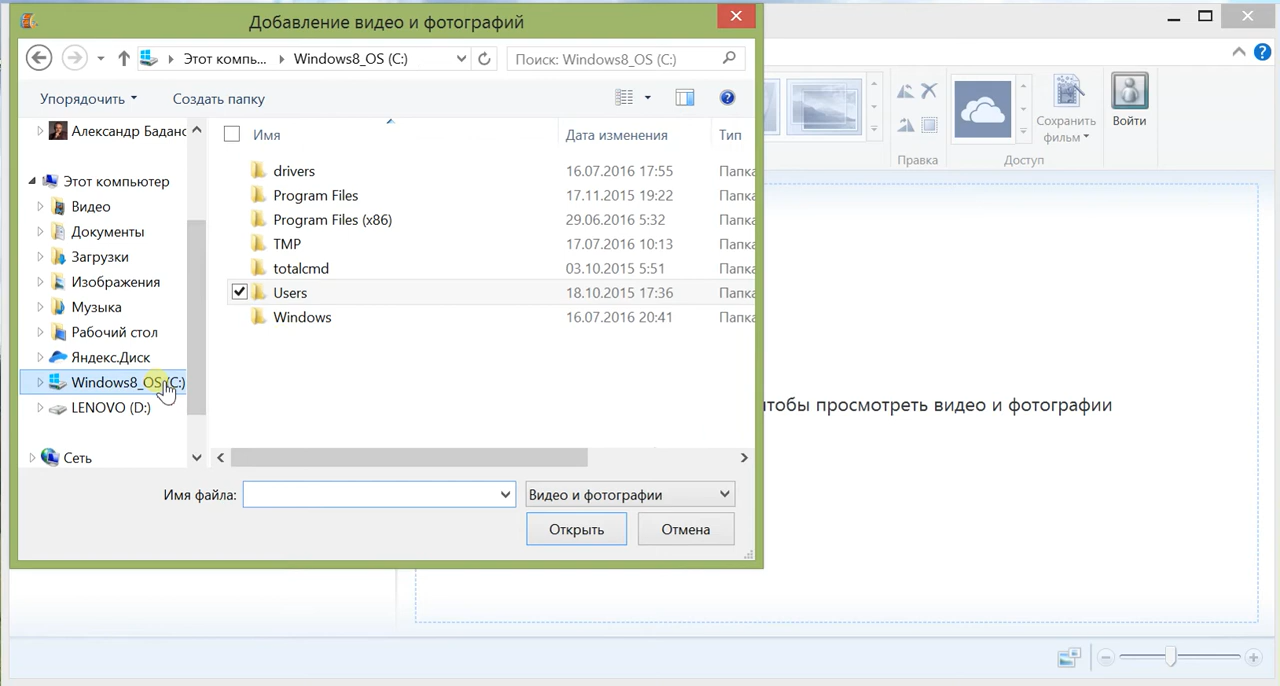 Добавление видео и фотографий
Этот компь... Windows8_OS (C:)
Поиск: Windows8_OS (C:)
Упорядочить Создать папку
Александр Бадано
Этот компьютер
Видео
Документы
Загрузки
Изображения
Музыка
Рабочий стол
Яндекс.Диск
Windows8_OS (C:)
LENOVO (D:)
Сеть
Имя Дата изменения Тип
drivers 16.07.2016 17:55 Папка
Program Files 17.11.2015 19:22 Папка
Program Files (x86) 29.06.2016 5:32 Папка
TMP 17.07.2016 10:13 Папка
totalcmd 03.10.2015 5:51 Папка
Users 18.10.2015 17:36 Папка
Windows 16.07.2016 20:41 Папка
Имя файла: Видео и фотографии
Открыть Отмена
Сохранить
фильм
Войти
Правка Доступ
чтобы просмотреть видео и фотографии